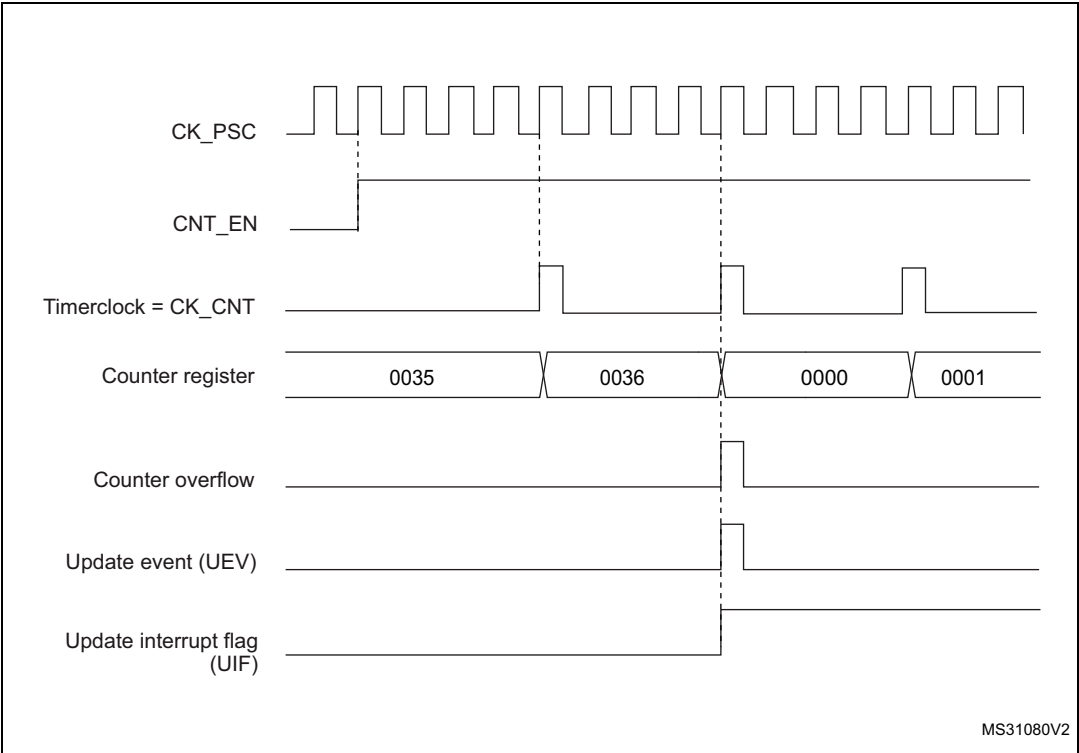 CK_PSC
CNT_EN
Timerclock = CK_CNT
Counter register
0035
0036
0000
0001
Counter overflow
Update event (UEV)
Update interrupt flag
(UIF)
MS31080V2